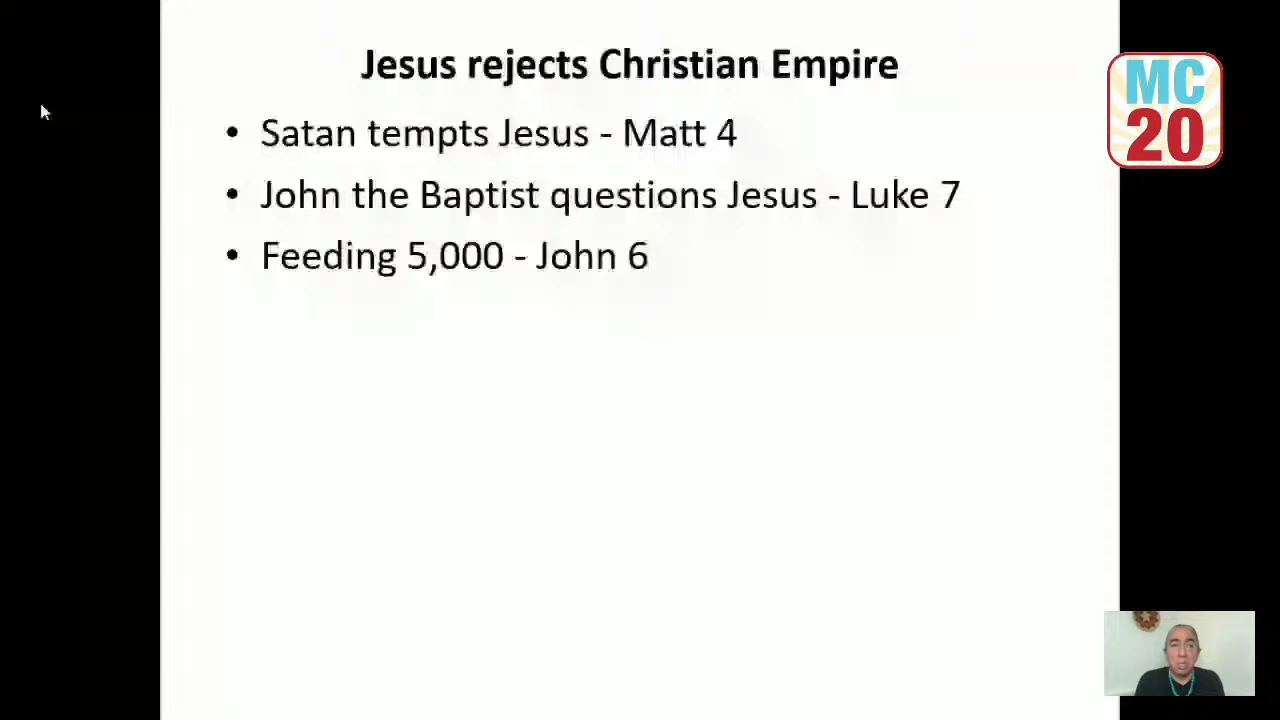 Jesus rejects Christian Empire
• Satan tempts Jesus - Matt 4
• John the Baptist questions Jesus - Luke 7
• Feeding 5,000 - John 6
MC
20